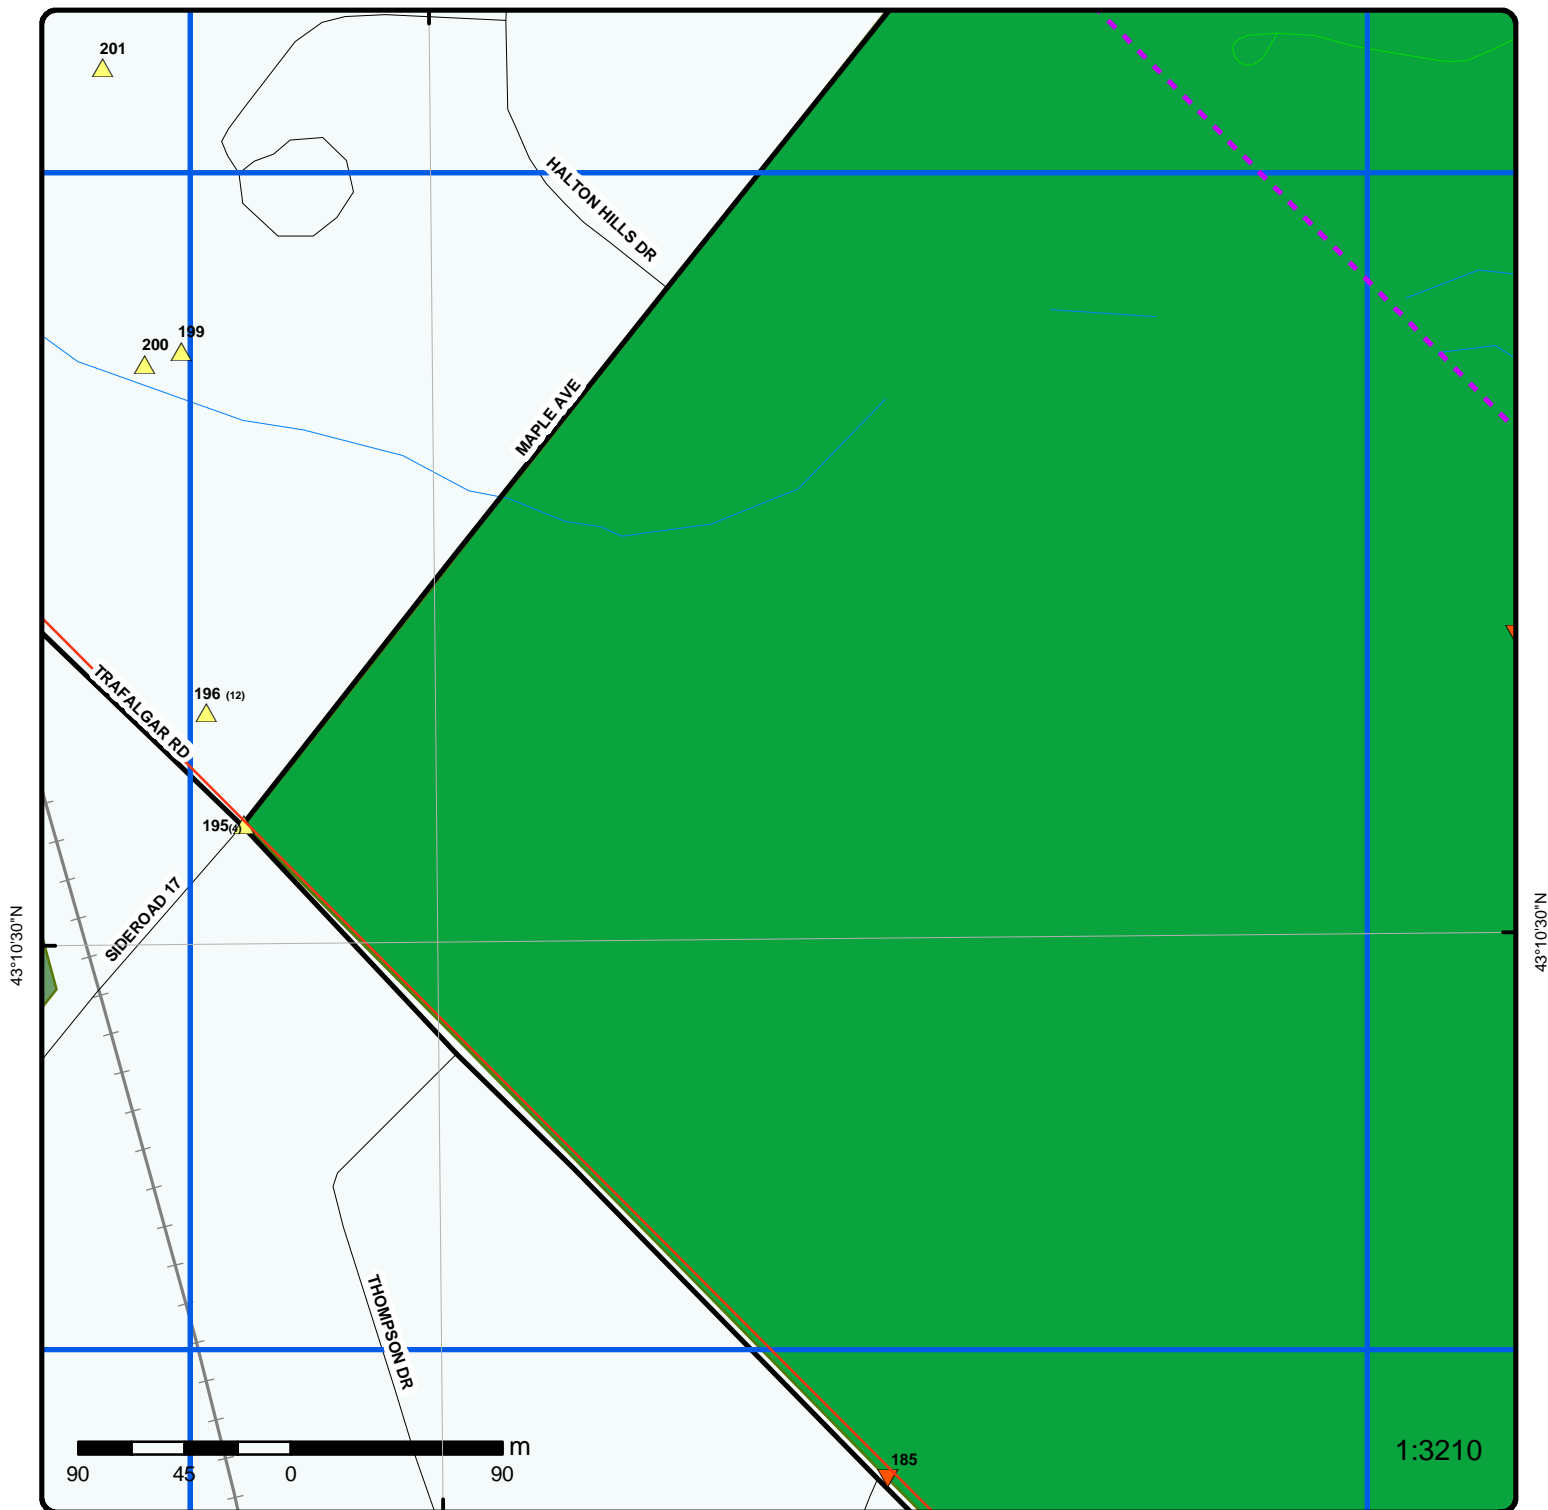 201
HALTON HILLS DR
199
200
MAPLE AVE
TRAFALGAR RD
196 (12)
195(4)
SIDEROAD 17
43°10'30"N
43°10'30"N
THOMPSON DR
m
90 45 0 90
185
1:3210